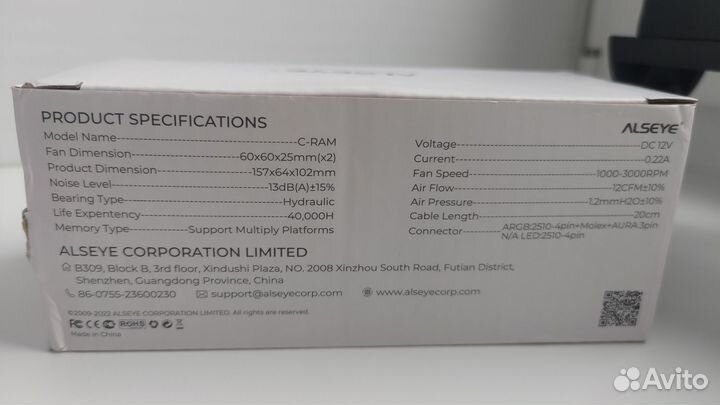 ALSEYE
PRODUCT SPECIFICATIONS
Model Name C-RAM
Fan Dimension 60x60x25mm(x2)
Product Dimension 157x64x102mm
Noise Level 13dB(A)±15%
Bearing Type Hydraulic
Life Expentency 40,000H
Memory Type Support Multiply Platforms
ALSEYE
Voltage DC 12V
Current 0.22A
Fan Speed 1000-3000RPM
Air Flow 12CFM±10%
Air Pressure 1.2mmH2O±10%
Cable Length 20cm
Connector ARGB:2510-4pin+Molex+AURA 3pin
N/A LED:2510-4pin
ALSEYE CORPORATION LIMITED
B309, Block B, 3rd floor, Xindushi Plaza, NO. 2008 Xinzhou South Road, Futian District,
Shenzhen, Guangdong Province, China
86-0755-23600230 support@alseyecorp.com www.alseyecorp.com
©2009-2022 ALSEYE CORPORATION LIMITED. All rights are reserved.
FC CE RoHS
Made in China
Avito